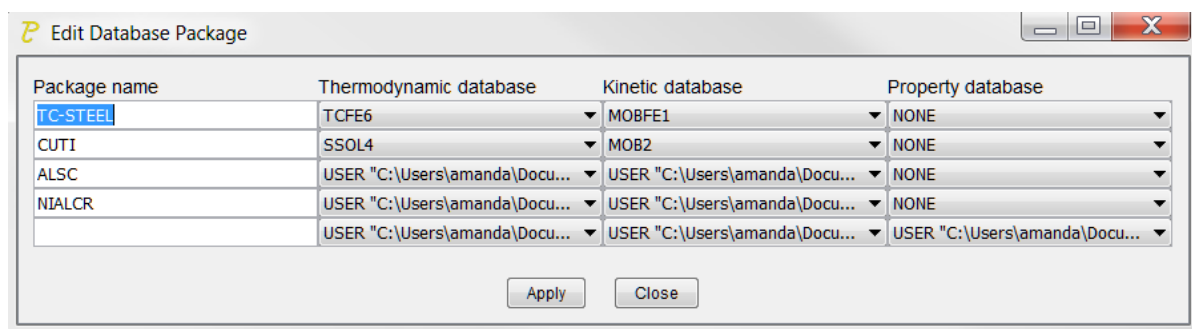 Edit Database Package
Package name Thermodynamic database Kinetic database Property database
TC-STEEL TCFE6 MOBFE1 NONE
CUTI SSOL4 MOB2 NONE
ALSC USER "C:\Users\amanda\Docu... USER "C:\Users\amanda\Docu... NONE
NIALCR USER "C:\Users\amanda\Docu... USER "C:\Users\amanda\Docu... NONE
USER "C:\Users\amanda\Docu... USER "C:\Users\amanda\Docu... USER "C:\Users\amanda\Docu...
Apply Close